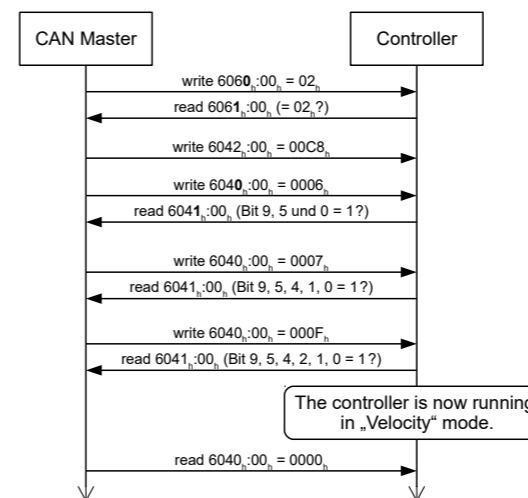 CAN Master
Controller
write 6060h:00h = 02h
read 6061h:00h (= 02h?)
write 6042h:00h = 00C8h
write 6040h:00h = 0006h
read 6041h:00h (Bit 9, 5 und 0 = 1?)
write 6040h:00h = 0007h
read 6041h:00h (Bit 9, 5, 4, 1, 0 = 1?)
write 6040h:00h = 000Fh
read 6041h:00h (Bit 9, 5, 4, 2, 1, 0 = 1?)
The controller is now running
in „Velocity“ mode.
read 6040h:00h = 0000h